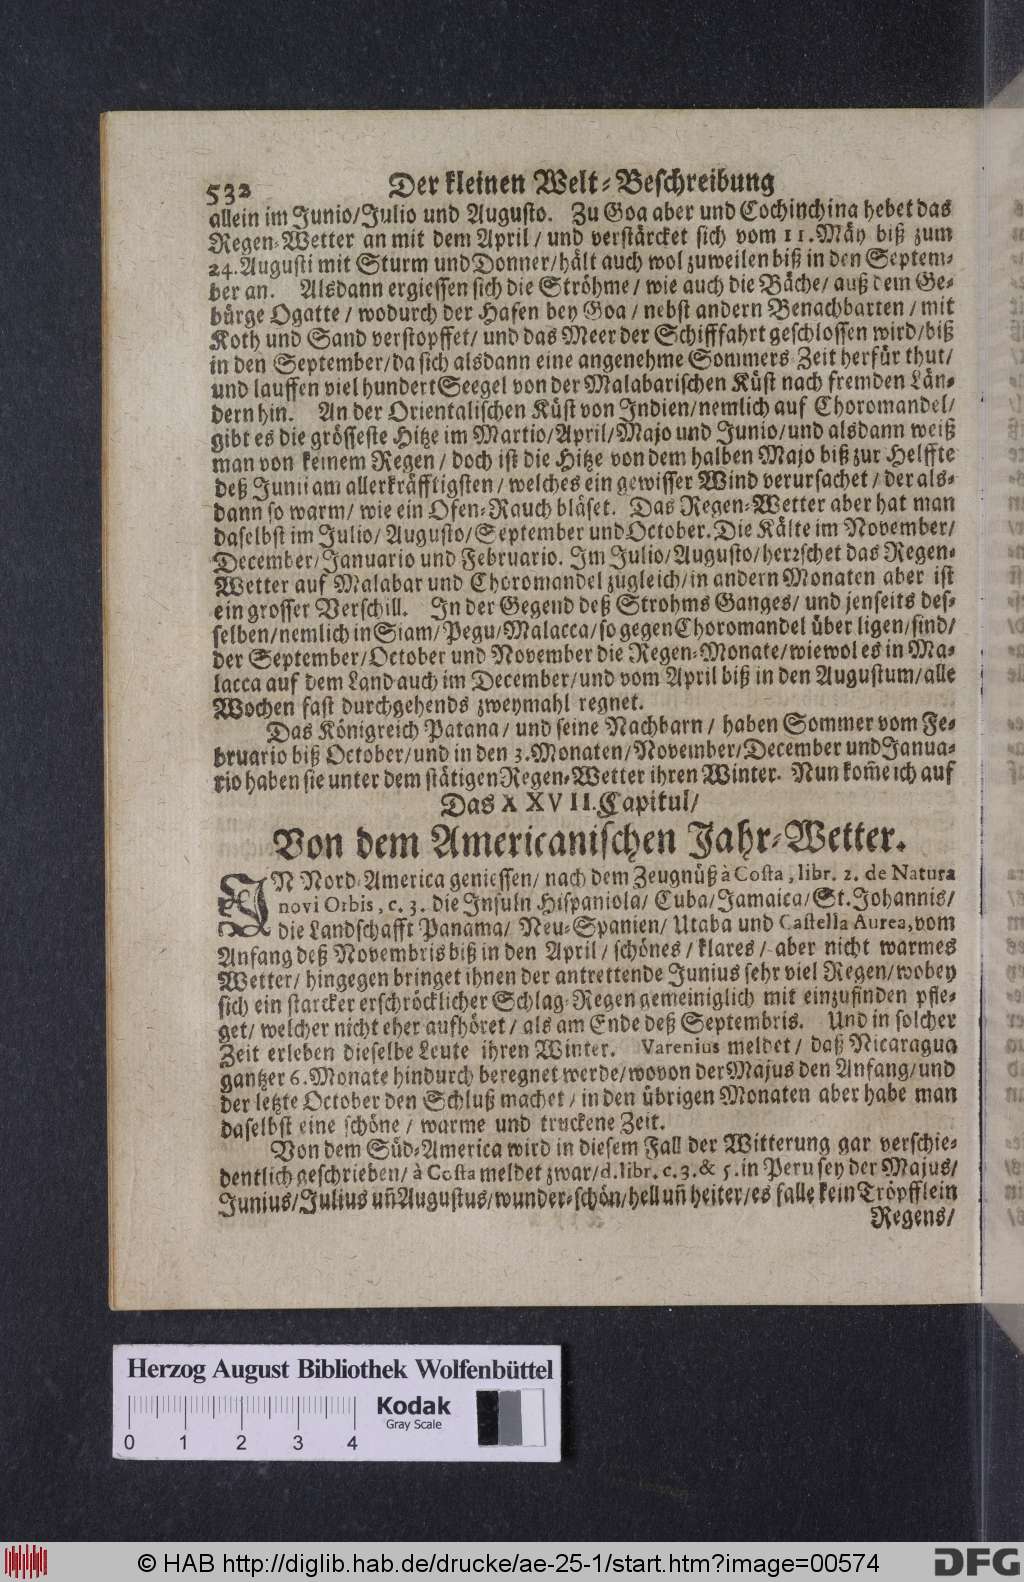 532 Der kleinen Welt-Beschreibung
allein im Junio/Julio und Augusto. Zu Goa aber und Cochinchina hebet das
Regen-Wetter an mit dem April / und verstärcket sich vom 11. Mäy biß zum
24. Augusti mit Sturm und Donner/hält auch wol zuweilen biß in den Septem-
ber an. Alsdann ergiessen sich die Ströhme / wie auch die Bäche/ auß dem Ge-
bürge Ogatte / wodurch der Hafen bey Goa / nebst andern Benachbarten / mit
Koth und Sand verstopffet/ und das Meer der Schifffahrt geschlossen wird/biß
in den September/da sich alsdann eine angenehme Sommers-Zeit herfür thut/
und lauffen viel hundert Seegel von der Malabarischen Küst nach fremden Län-
dern hin. An der Orientalischen Küst von Indien/nemlich auf Choromandel/
gibt es die grösseste Hitze im Martio/April/Majo und Junio/und alsdann weiß
man von keinem Regen / doch ist die Hitze von dem halben Majo biß zur Helffte
deß Junii am allerkräfftigsten / welches ein gewisser Wind verursachet / der als-
dann so warm/ wie ein Ofen-Rauch bläset. Das Regen-Wetter aber hat man
daselbst im Julio/ Augusto/September und October. Die Kälte im November/
December/Januario und Februario. Im Julio/Augusto/herꝛschet das Regen-
Wetter auf Malabar und Choromandel zugleich/in andern Monaten aber ist
ein grosser Verschill. In der Gegend deß Strohms Ganges/ und jenseits des-
selben/nemlich in Siam/ Pegu/Malacca/so gegen Choromandel über ligen/sind/
der September/October und November die Regen-Monate/wiewol es in Ma-
lacca auf dem Land auch im December/und vom April biß in den Augustum/alle
Wochen fast durchgehends zweymahl regnet.
Das Königreich Patana/ und seine Nachbarn / haben Sommer vom Fe-
bruario biß October/und in den 3. Monaten/November/December und Janua-
rio haben sie unter dem stätigen Regen-Wetter ihren Winter. Nun kom̃e ich auf
Das XXVII. Capitul/
Von dem Americanischen Jahr-Wetter.
IN Nord-America geniessen/ nach dem Zeugnüß à Costa, libr. 2. de Natura
novi Orbis, c. 3. die Insuln Hispaniola/ Cuba/Jamaica/St. Johannis/
die Landschafft Panama/ Neu-Spanien/ Utaba und Castella Aurea, vom
Anfang deß Novembris biß in den April/ schönes / klares / aber nicht warmes
Wetter/ hingegen bringet ihnen der antrettende Junius sehr viel Regen/wobey
sich ein starcker erschröcklicher Schlag-Regen gemeiniglich mit einzufinden pfle-
get/ welcher nicht eher aufhöret / als am Ende deß Septembris. Und in solcher
Zeit erleben dieselbe Leute ihren Winter. Varenius meldet / daß Nicaragua
gantzer 6. Monate hindurch beregnet werde/wovon der Majus den Anfang/und
der letzte October den Schluß machet / in den übrigen Monaten aber habe man
daselbst eine schöne / warme und truckene Zeit.
Von dem Süd-America wird in diesem Fall der Witterung gar verschie-
dentlich geschrieben/ à Costa meldet zwar/d. libr. c. 3. & 5. in Peru sey der Majus/
Junius/Julius uñ Augustus/wunder-schön/hell uñ heiter/es falle kein Tröpfflein
Regens/
Herzog August Bibliothek Wolfenbüttel
Kodak
Gray Scale
0 1 2 3 4
© HAB http://diglib.hab.de/drucke/ae-25-1/start.htm?image=00574
DFG